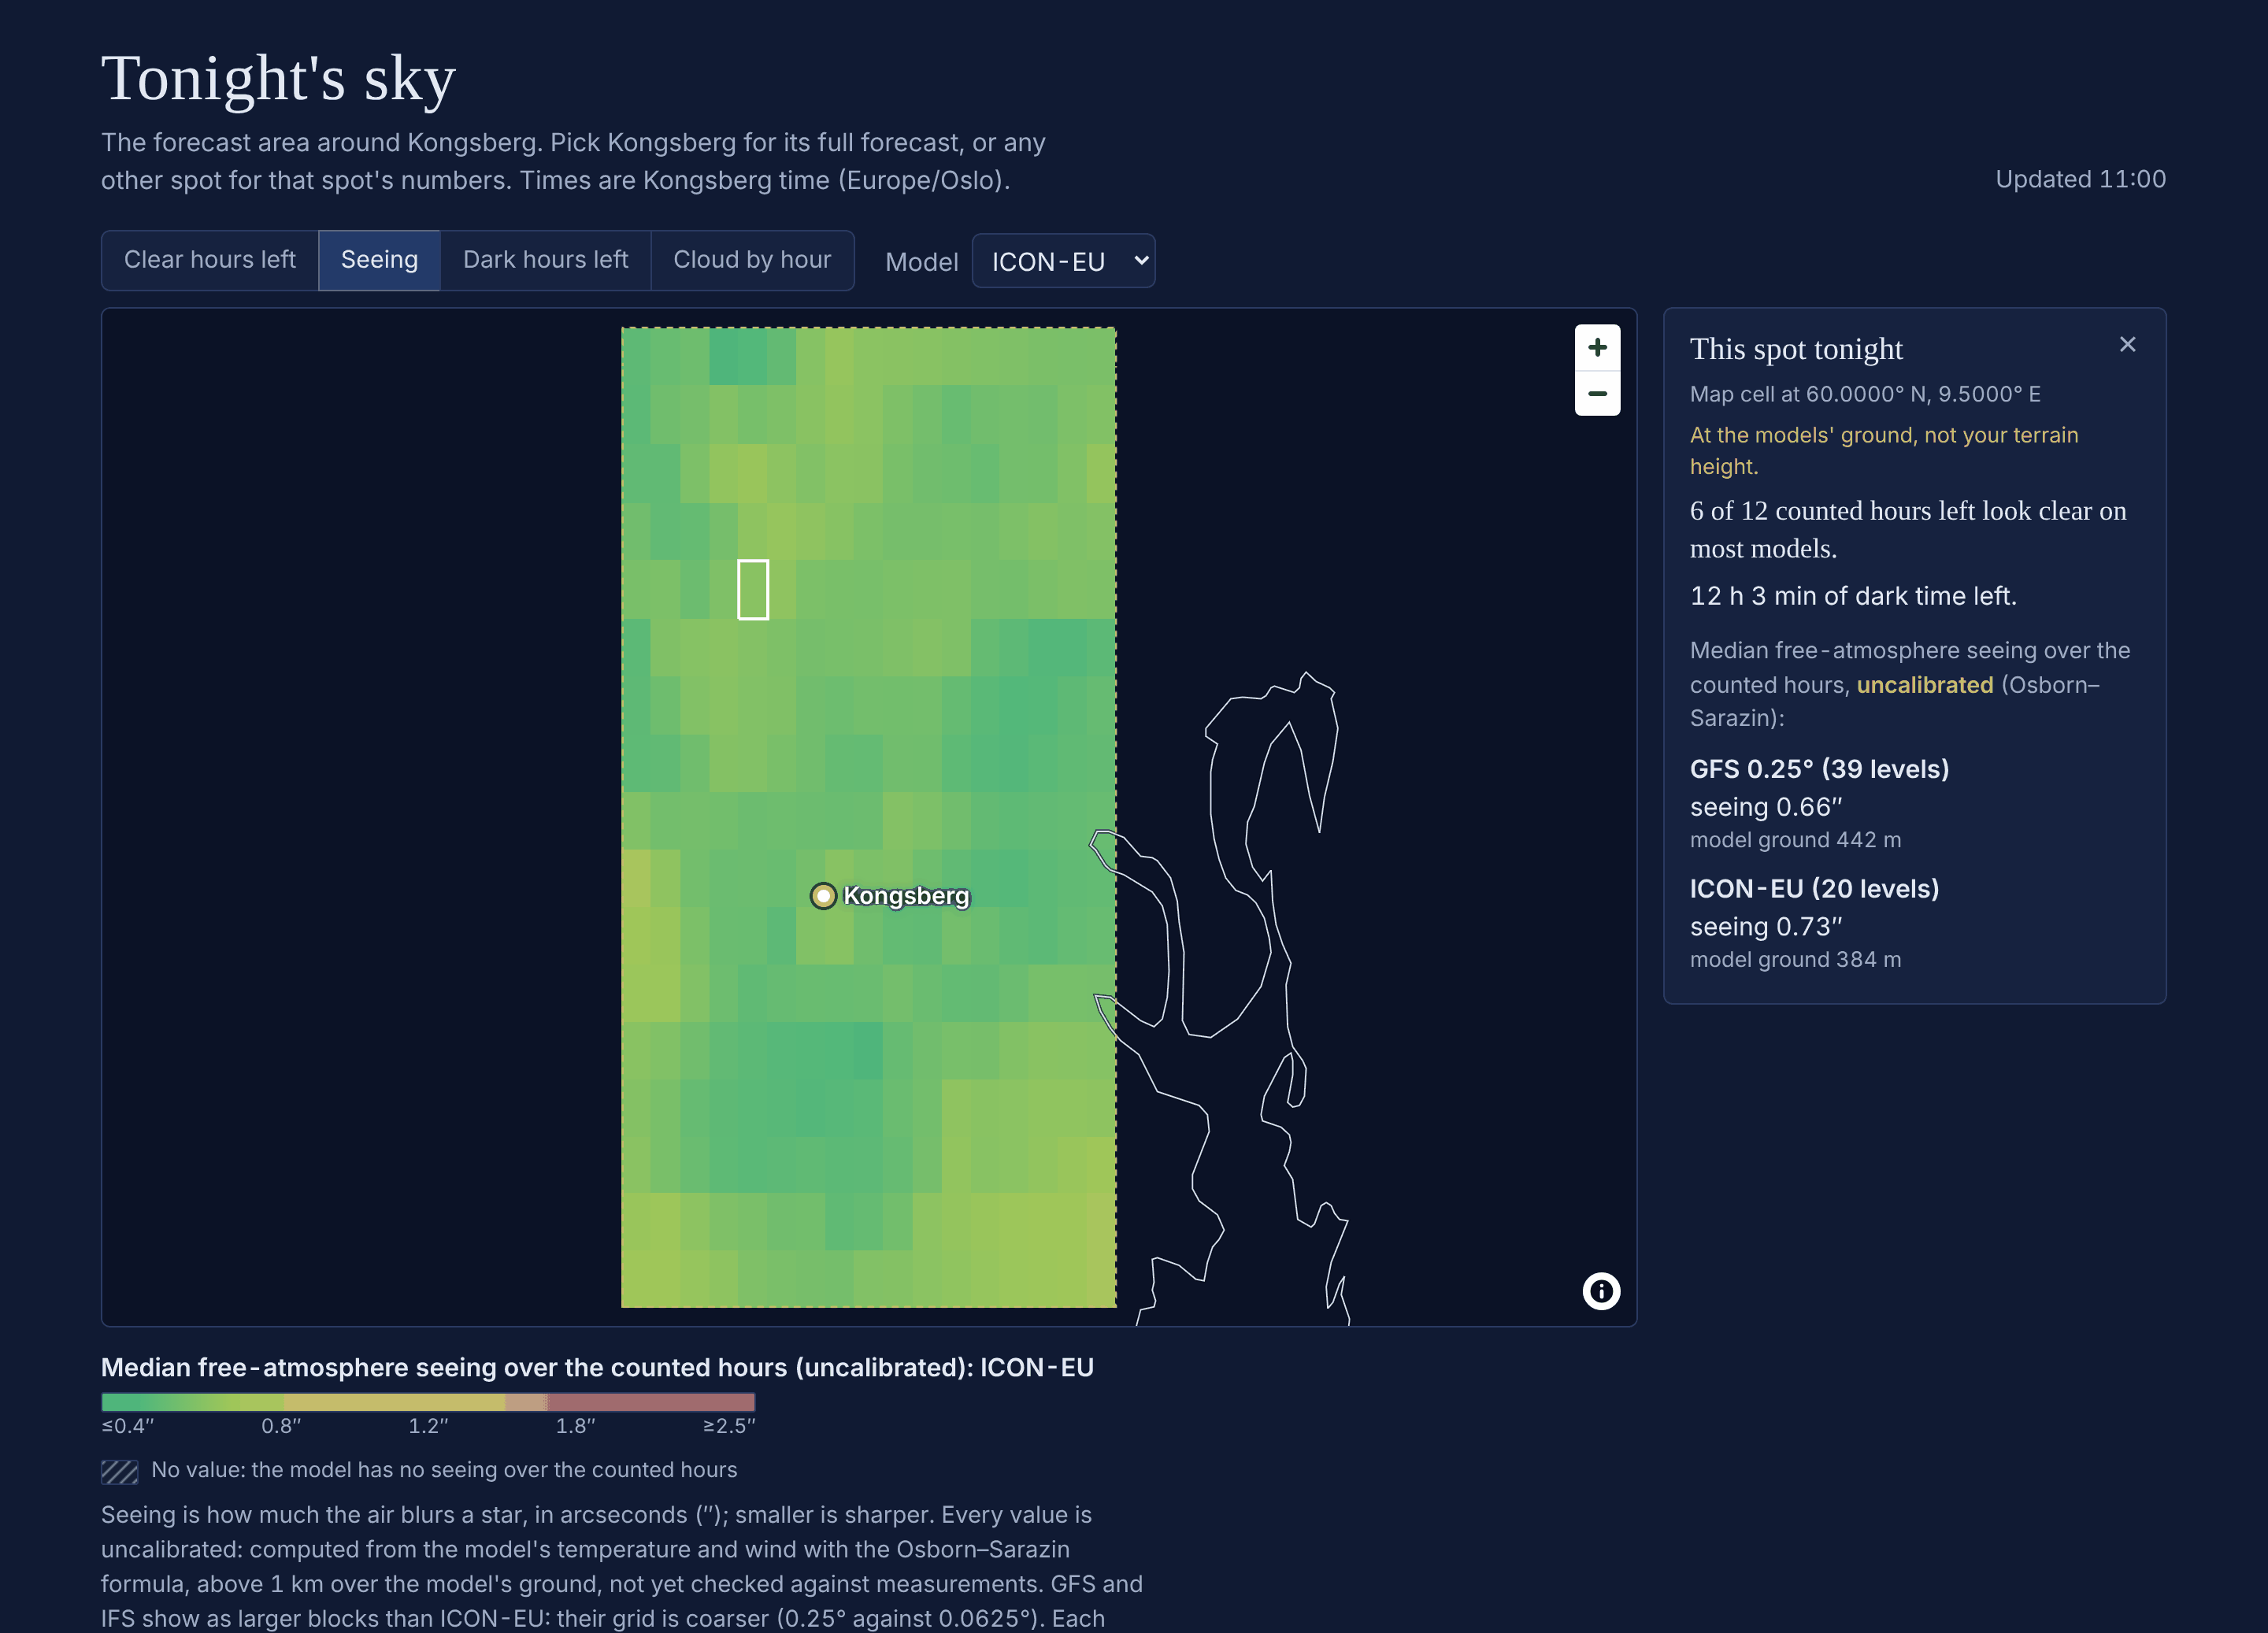 Tonight's sky
The forecast area around Kongsberg. Pick Kongsberg for its full forecast, or any
other spot for that spot's numbers. Times are Kongsberg time (Europe/Oslo).
Updated 11:00
Clear hours left
Seeing
Dark hours left
Cloud by hour
Model
ICON-EU
+
−
Kongsberg
This spot tonight
×
Map cell at 60.0000° N, 9.5000° E
At the models' ground, not your terrain
height.
6 of 12 counted hours left look clear on
most models.
12 h 3 min of dark time left.
Median free-atmosphere seeing over the
counted hours, uncalibrated (Osborn–
Sarazin):
GFS 0.25° (39 levels)
seeing 0.66″
model ground 442 m
ICON-EU (20 levels)
seeing 0.73″
model ground 384 m
Median free-atmosphere seeing over the counted hours (uncalibrated): ICON-EU
≤0.4″
0.8″
1.2″
1.8″
≥2.5″
No value: the model has no seeing over the counted hours
Seeing is how much the air blurs a star, in arcseconds (″); smaller is sharper. Every value is
uncalibrated: computed from the model's temperature and wind with the Osborn–Sarazin
formula, above 1 km over the model's ground, not yet checked against measurements. GFS and
IFS show as larger blocks than ICON-EU: their grid is coarser (0.25° against 0.0625°). Each